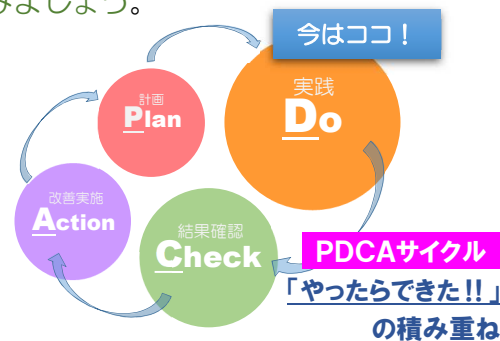 みましょう。
今はココ！
計画
Plan
実践
Do
改善実施
Action
結果確認
Check
PDCAサイクル
「やったらできた!!」
の積み重ね